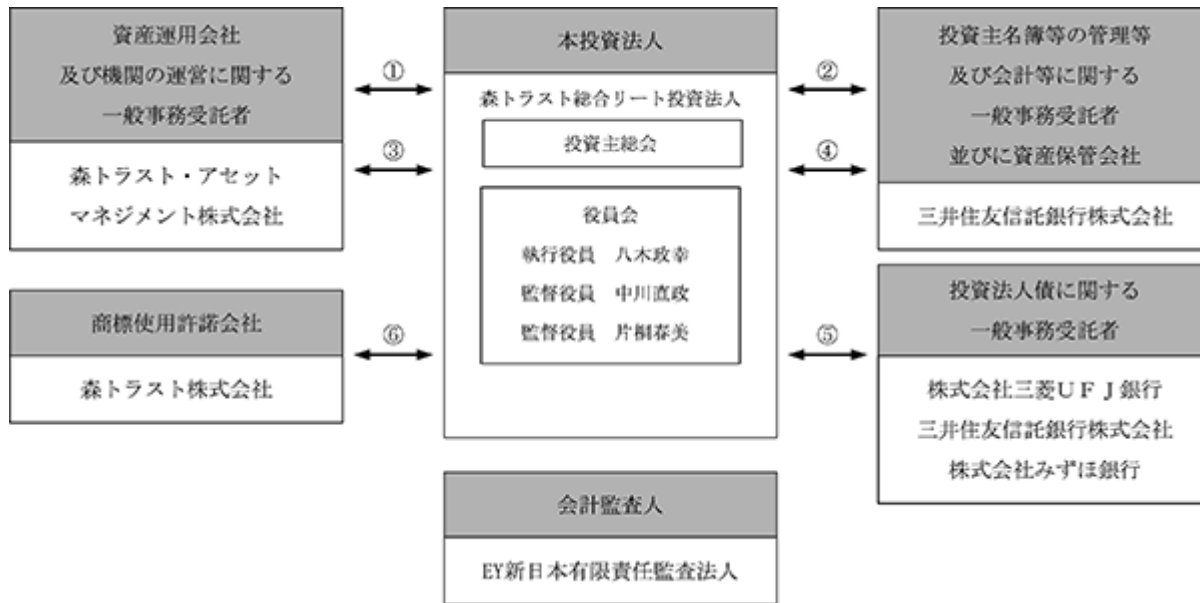 資産運用会社
及び機関の運営に関する
一般事務受託者
森トラスト・アセット
マネジメント株式会社
①
③
商標使用許諾会社
森トラスト株式会社
⑥
本投資法人
森トラスト総合リート投資法人
投資主総会
役員会
執行役員　八木政幸
監督役員　中川直政
監督役員　片桐春美
会計監査人
EY新日本有限責任監査法人
②
④
投資主名簿等の管理等
及び会計等に関する
一般事務受託者
並びに資産保管会社
三井住友信託銀行株式会社
⑤
投資法人債に関する
一般事務受託者
株式会社三菱ＵＦＪ銀行
三井住友信託銀行株式会社
株式会社みずほ銀行